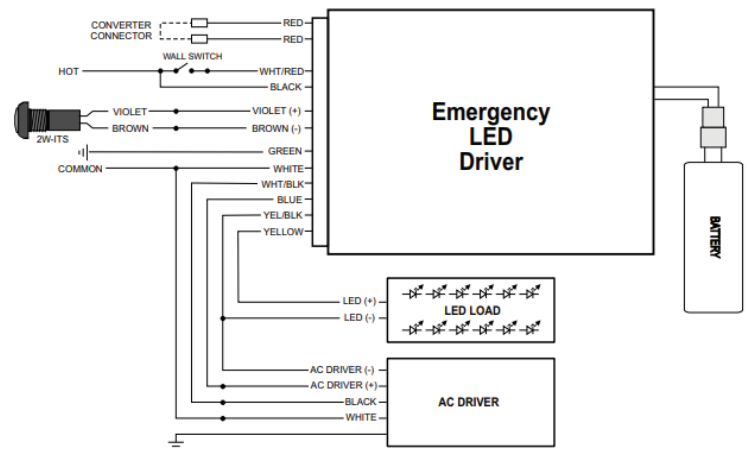 CONVERTER
CONNECTOR
RED
RED
WALL SWITCH
HOT
WHT/RED
BLACK
VIOLET
VIOLET (+)
BROWN
BROWN (-)
2W-ITS
GREEN
COMMON
WHITE
WHT/BLK
BLUE
YEL/BLK
YELLOW
Emergency
LED
Driver
BATTERY
LED (+)
LED (-)
LED LOAD
AC DRIVER (-)
AC DRIVER (+)
BLACK
WHITE
AC DRIVER